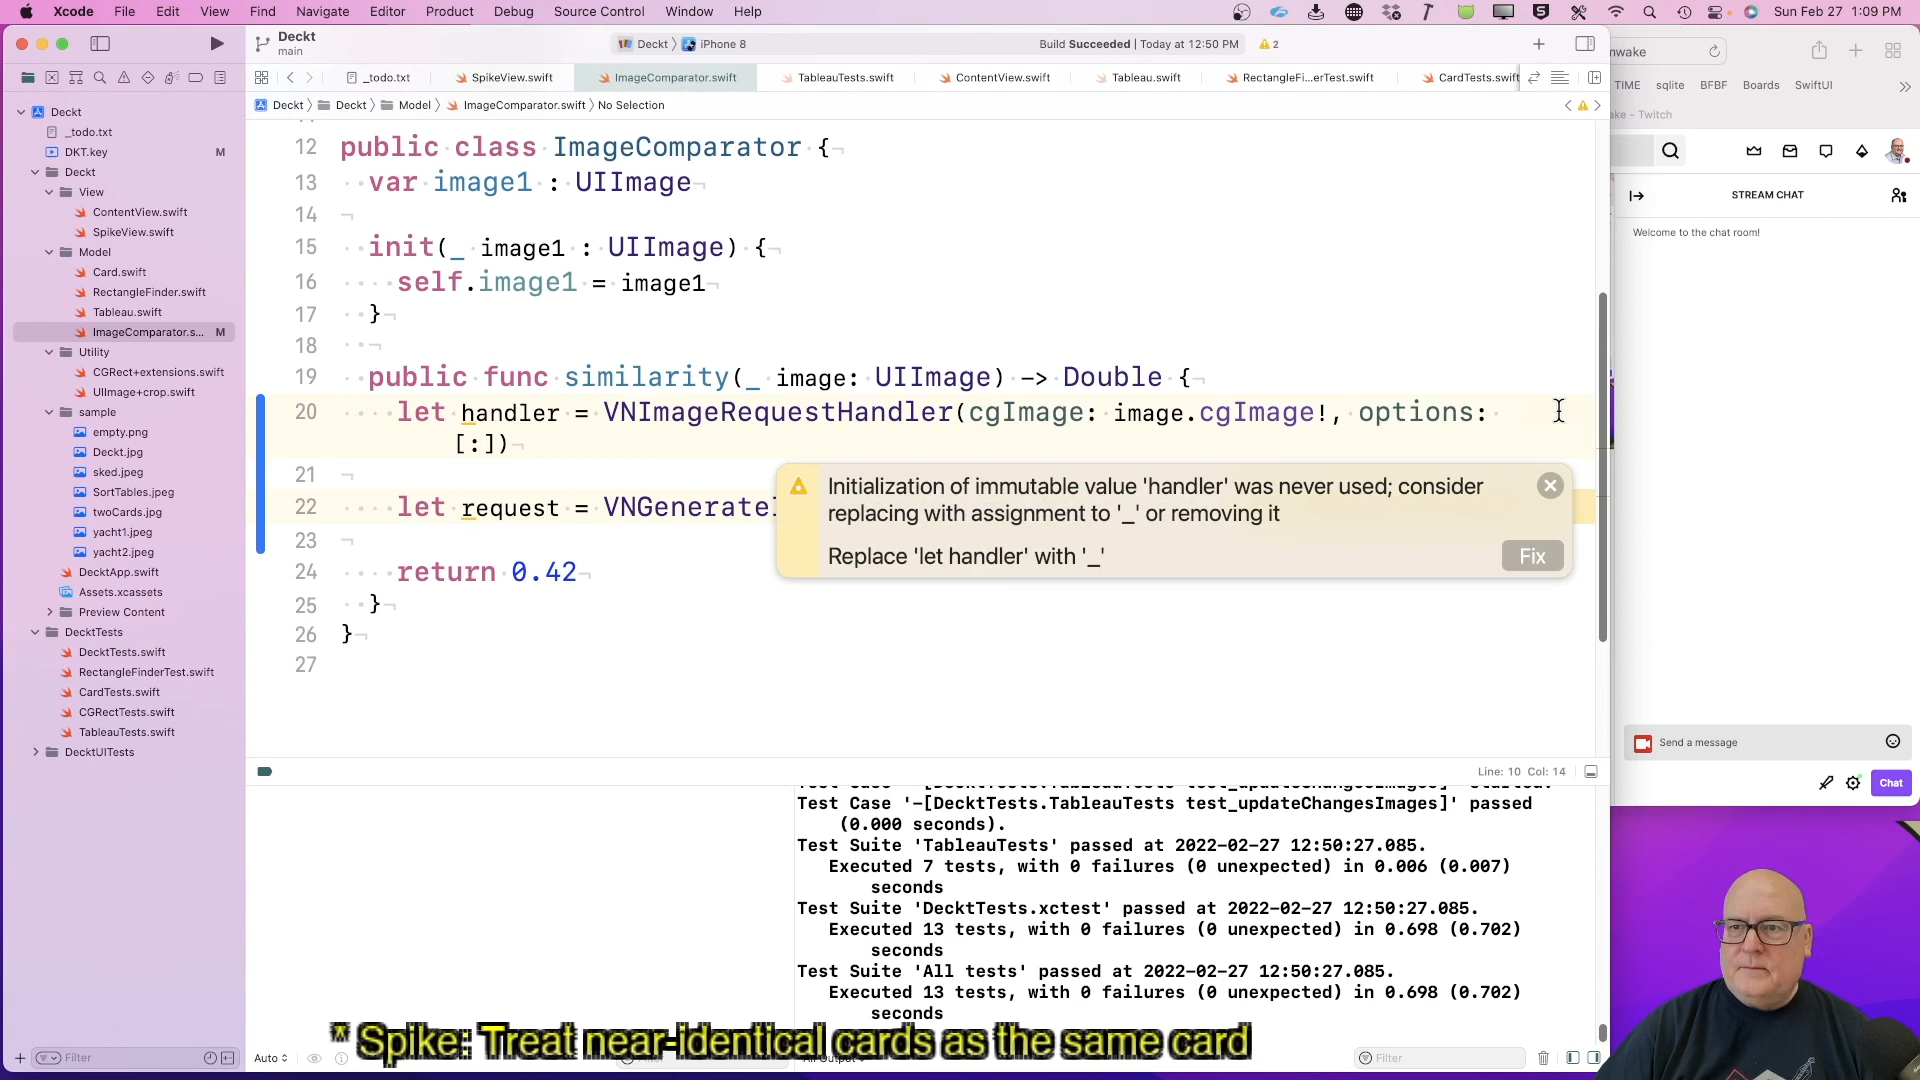 Xcode File Edit View Find Navigate Editor Product Debug Source Control Window Help Sun Feb 27 1:09 PM
Deckt
main
Deckt iPhone 8
Build Succeeded | Today at 12:50 PM
2
_todo.txt SpikeView.swift ImageComparator.swift TableauTests.swift ContentView.swift Tableau.swift RectangleFi...erTest.swift CardTests.swift
Deckt Deckt Model ImageComparator.swift No Selection
Deckt
_todo.txt
DKT.key M
Deckt
View
ContentView.swift
SpikeView.swift
Model
Card.swift
RectangleFinder.swift
Tableau.swift
ImageComparator.s... M
Utility
CGRect+extensions.swift
UIImage+crop.swift
sample
empty.png
Deckt.jpg
sked.jpeg
SortTables.jpeg
twoCards.jpg
yacht1.jpeg
yacht2.jpeg
DecktApp.swift
Assets.xcassets
Preview Content
DecktTests
DecktTests.swift
RectangleFinderTest.swift
CardTests.swift
CGRectTests.swift
TableauTests.swift
DecktUITests
Filter
12 public class ImageComparator {
13 var image1 : UIImage
14
15 init(_ image1 : UIImage) {
16 self.image1 = image1
17 }
18
19 public func similarity(_ image: UIImage) -> Double {
20 let handler = VNImageRequestHandler(cgImage: image.cgImage!, options:
[:])
21
22 let request = VNGenerateI
23
24 return 0.42
25 }
26 }
27
Initialization of immutable value 'handler' was never used; consider
replacing with assignment to '_' or removing it
Replace 'let handler' with '_'
Fix
Line: 10 Col: 14
Test Case '-[DecktTests.TableauTests test_updateChangesImages]' started.
Test Case '-[DecktTests.TableauTests test_updateChangesImages]' passed
(0.000 seconds).
Test Suite 'TableauTests' passed at 2022-02-27 12:50:27.085.
Executed 7 tests, with 0 failures (0 unexpected) in 0.006 (0.007)
seconds
Test Suite 'DecktTests.xctest' passed at 2022-02-27 12:50:27.085.
Executed 13 tests, with 0 failures (0 unexpected) in 0.698 (0.702)
seconds
Test Suite 'All tests' passed at 2022-02-27 12:50:27.085.
Executed 13 tests, with 0 failures (0 unexpected) in 0.698 (0.702)
seconds
* Spike: Treat near-identical cards as the same card
Auto
Filter
nwake
TIME sqlite BFBF Boards SwiftUI
ke - Twitch
STREAM CHAT
Welcome to the chat room!
Send a message
Chat